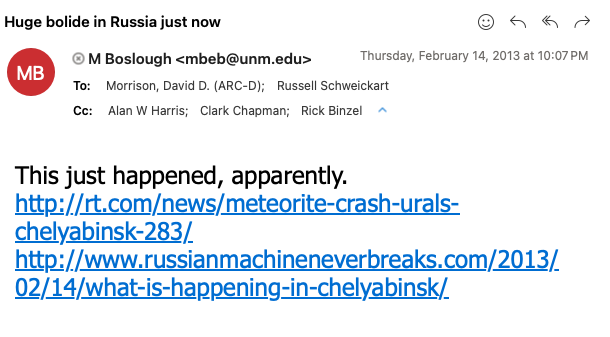 Huge bolide in Russia just now
MB
M Boslough <mbeb@unm.edu>
Thursday, February 14, 2013 at 10:07 PM
To: Morrison, David D. (ARC-D); Russell Schweickart
Cc: Alan W Harris; Clark Chapman; Rick Binzel
This just happened, apparently.
http://rt.com/news/meteorite-crash-urals-
chelyabinsk-283/
http://www.russianmachineneverbreaks.com/2013/
02/14/what-is-happening-in-chelyabinsk/